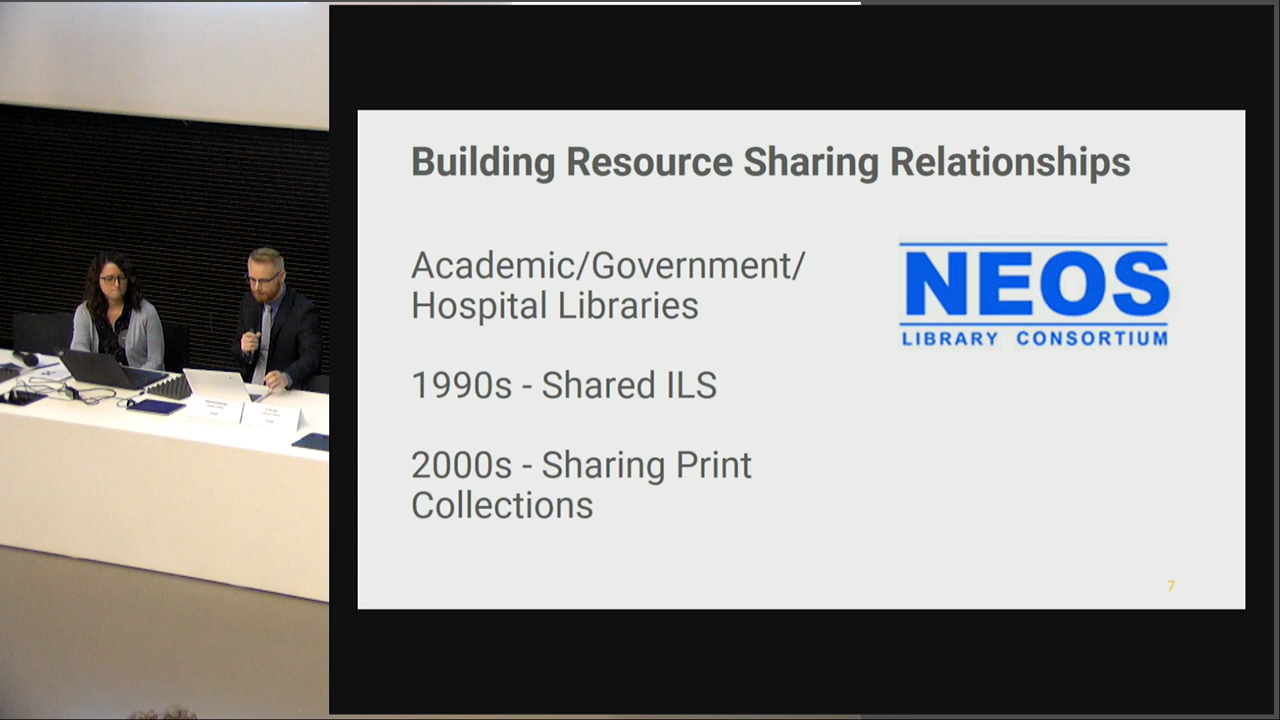 Building Resource Sharing Relationships
Academic/Government/
Hospital Libraries
NEOS
LIBRARY CONSORTIUM
1990s - Shared ILS
2000s - Sharing Print
Collections
7